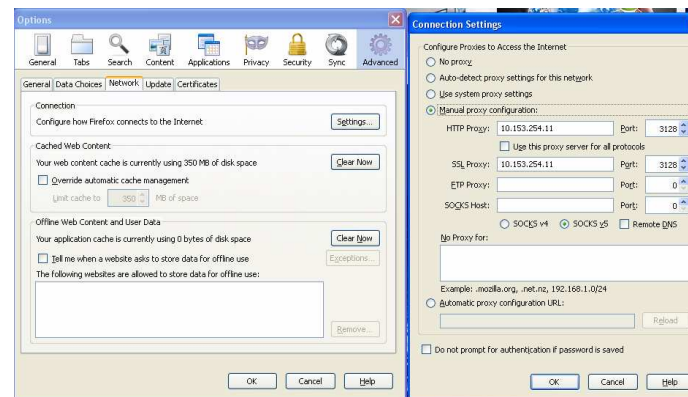 Options
General Tabs Search Content Applications Privacy Security Sync Advanced
General Data Choices Network Update Certificates
Connection
Configure how Firefox connects to the Internet Settings...
Cached Web Content
Your web content cache is currently using 350 MB of disk space Clear Now
Override automatic cache management
Limit cache to 350 MB of space
Offline Web Content and User Data
Your application cache is currently using 0 bytes of disk space Clear Now
Tell me when a website asks to store data for offline use Exceptions...
The following websites are allowed to store data for offline use:
Remove...
OK Cancel Help
Connection Settings
Configure Proxies to Access the Internet
No proxy
Auto-detect proxy settings for this network
Use system proxy settings
Manual proxy configuration:
HTTP Proxy: 10.153.254.11 Port: 3128
Use this proxy server for all protocols
SSL Proxy: 10.153.254.11 Port: 3128
FTP Proxy: Port: 0
SOCKS Host: Port: 0
SOCKS v4 SOCKS v5 Remote DNS
No Proxy for:
Example: .mozilla.org, .net.nz, 192.168.1.0/24
Automatic proxy configuration URL:
Reload
Do not prompt for authentication if password is saved
OK Cancel Help